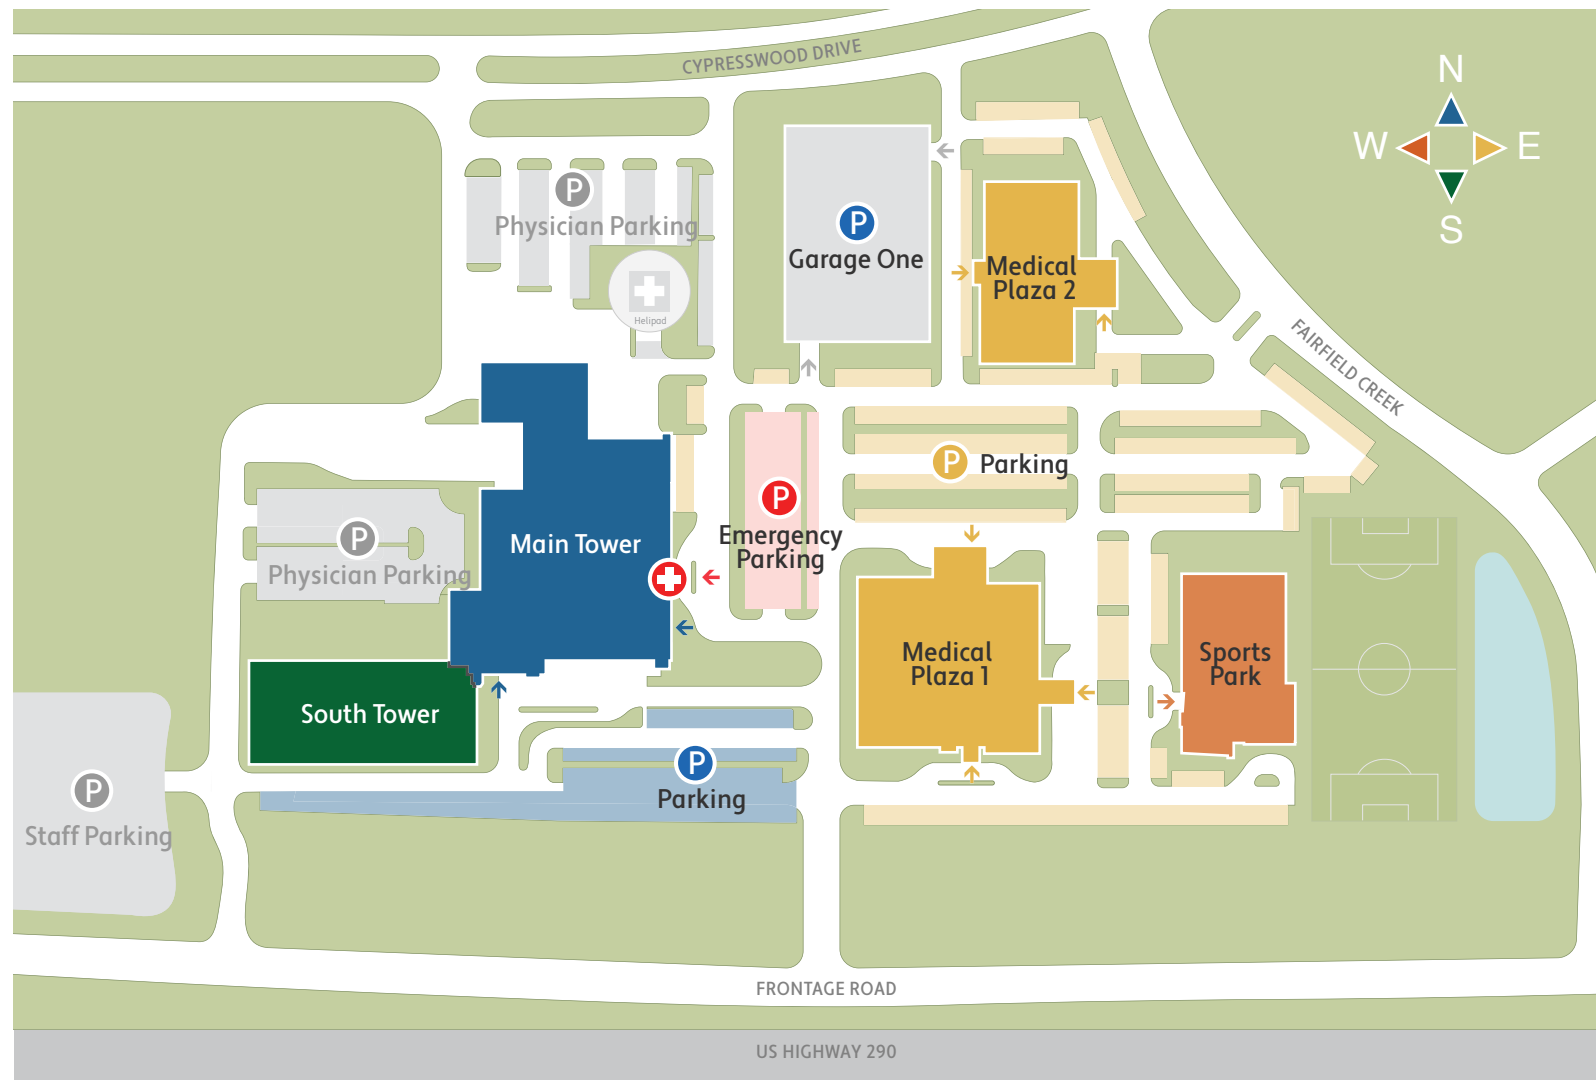 CYPRESSWOOD DRIVE
N
W
E
S
P
Physician Parking
P
Garage One
Medical
Plaza 2
Helipad
FAIRFIELD CREEK
P
Parking
P
Emergency
Parking
P
Physician Parking
Main Tower
Medical
Plaza 1
Sports
Park
South Tower
P
Parking
P
Staff Parking
FRONTAGE ROAD
US HIGHWAY 290